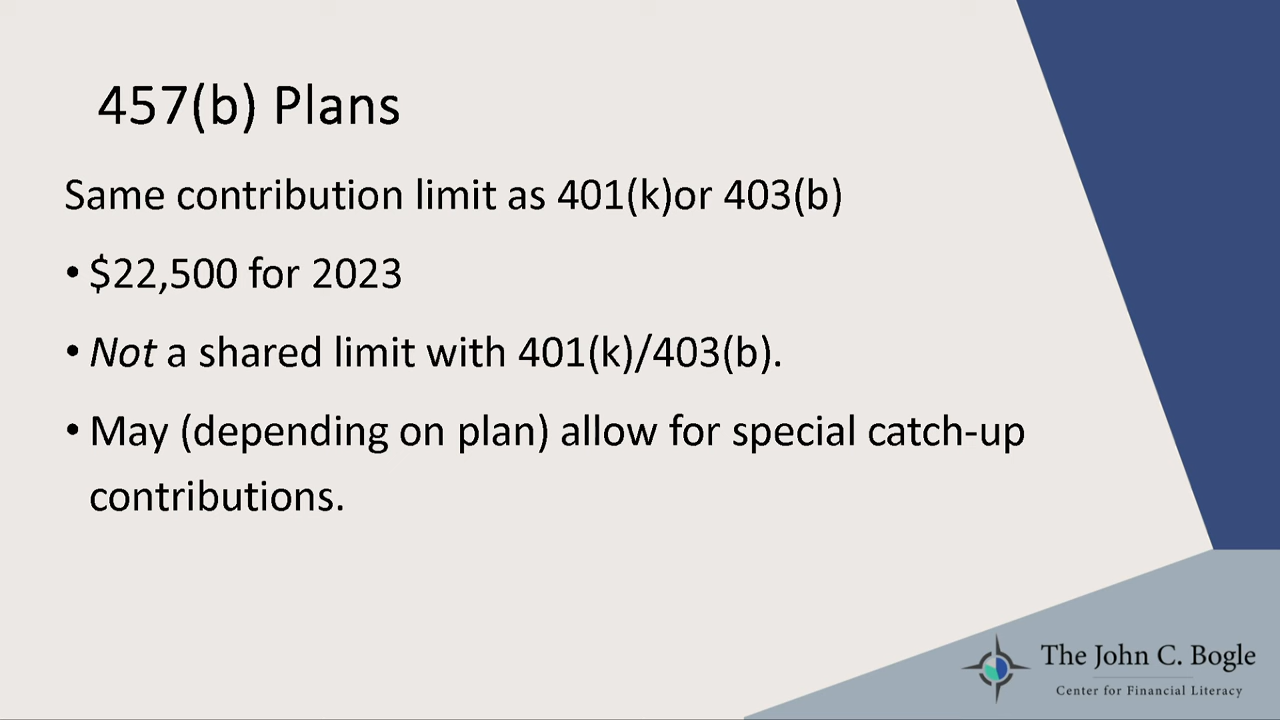 457(b) Plans
Same contribution limit as 401(k)or 403(b)
• $22,500 for 2023
• Not a shared limit with 401(k)/403(b).
• May (depending on plan) allow for special catch-up
contributions.
The John C. Bogle
Center for Financial Literacy